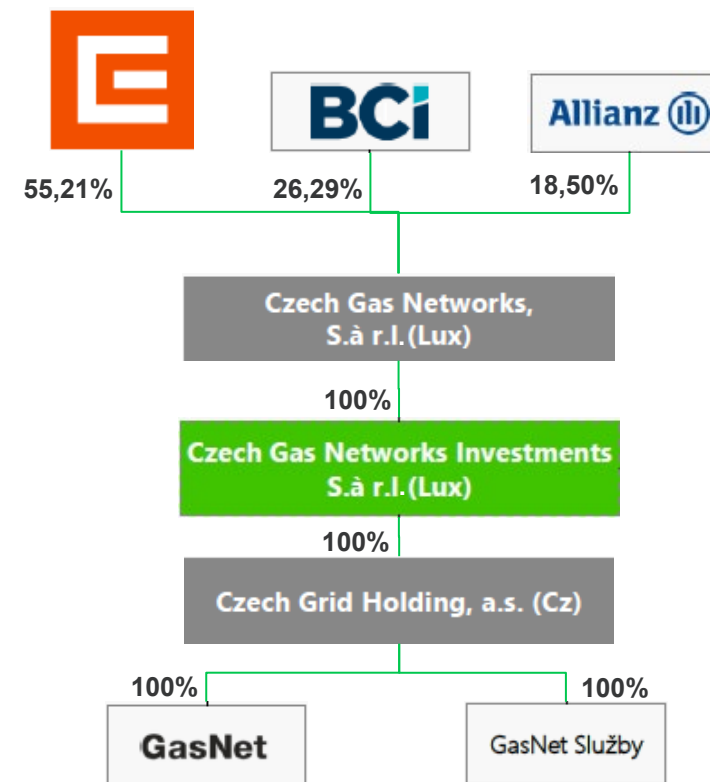 BCi
Allianz
55,21%
26,29%
18,50%
Czech Gas Networks,
S.à r.l.(Lux)
100%
Czech Gas Networks Investments
S.à r.l.(Lux)
100%
Czech Grid Holding, a.s. (Cz)
100%
100%
GasNet
GasNet Služby